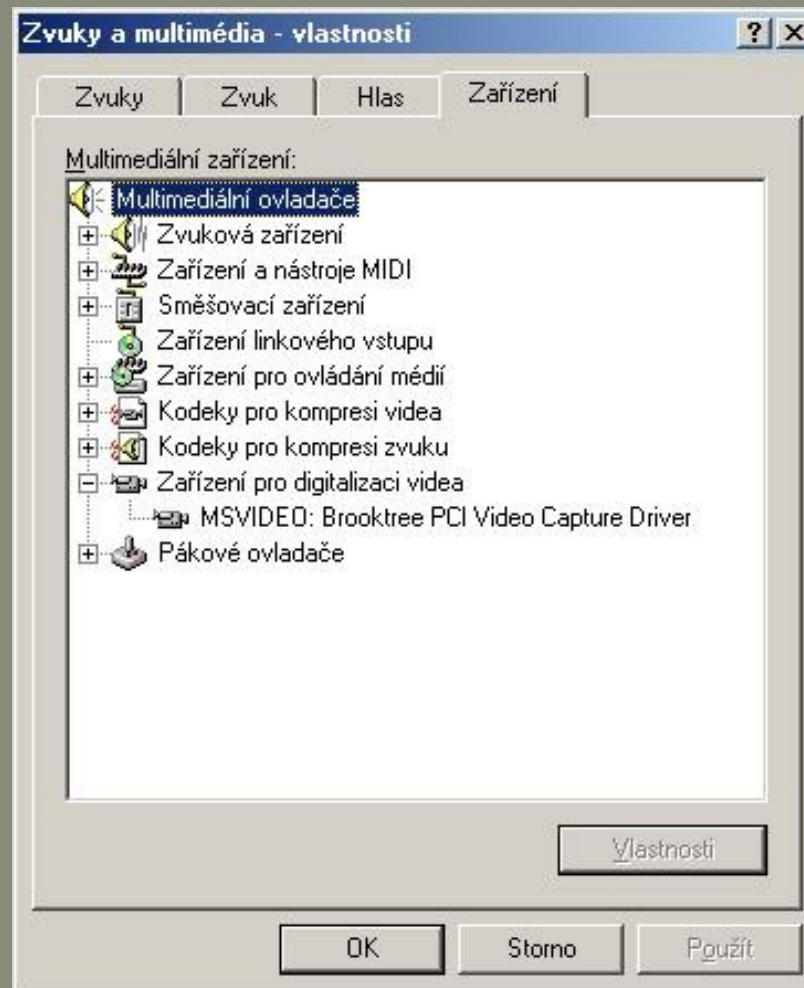 Zvuky a multimédia - vlastnosti
Zvuky Zvuk Hlas Zařízení
Multimediální zařízení:
Multimediální ovladače
Zvuková zařízení
Zařízení a nástroje MIDI
Směšovací zařízení
Zařízení linkového vstupu
Zařízení pro ovládání médií
Kodeky pro kompresi videa
Kodeky pro kompresi zvuku
Zařízení pro digitalizaci videa
MSVIDEO: Brooktree PCI Video Capture Driver
Pákové ovladače
Vlastnosti
OK Storno Použít